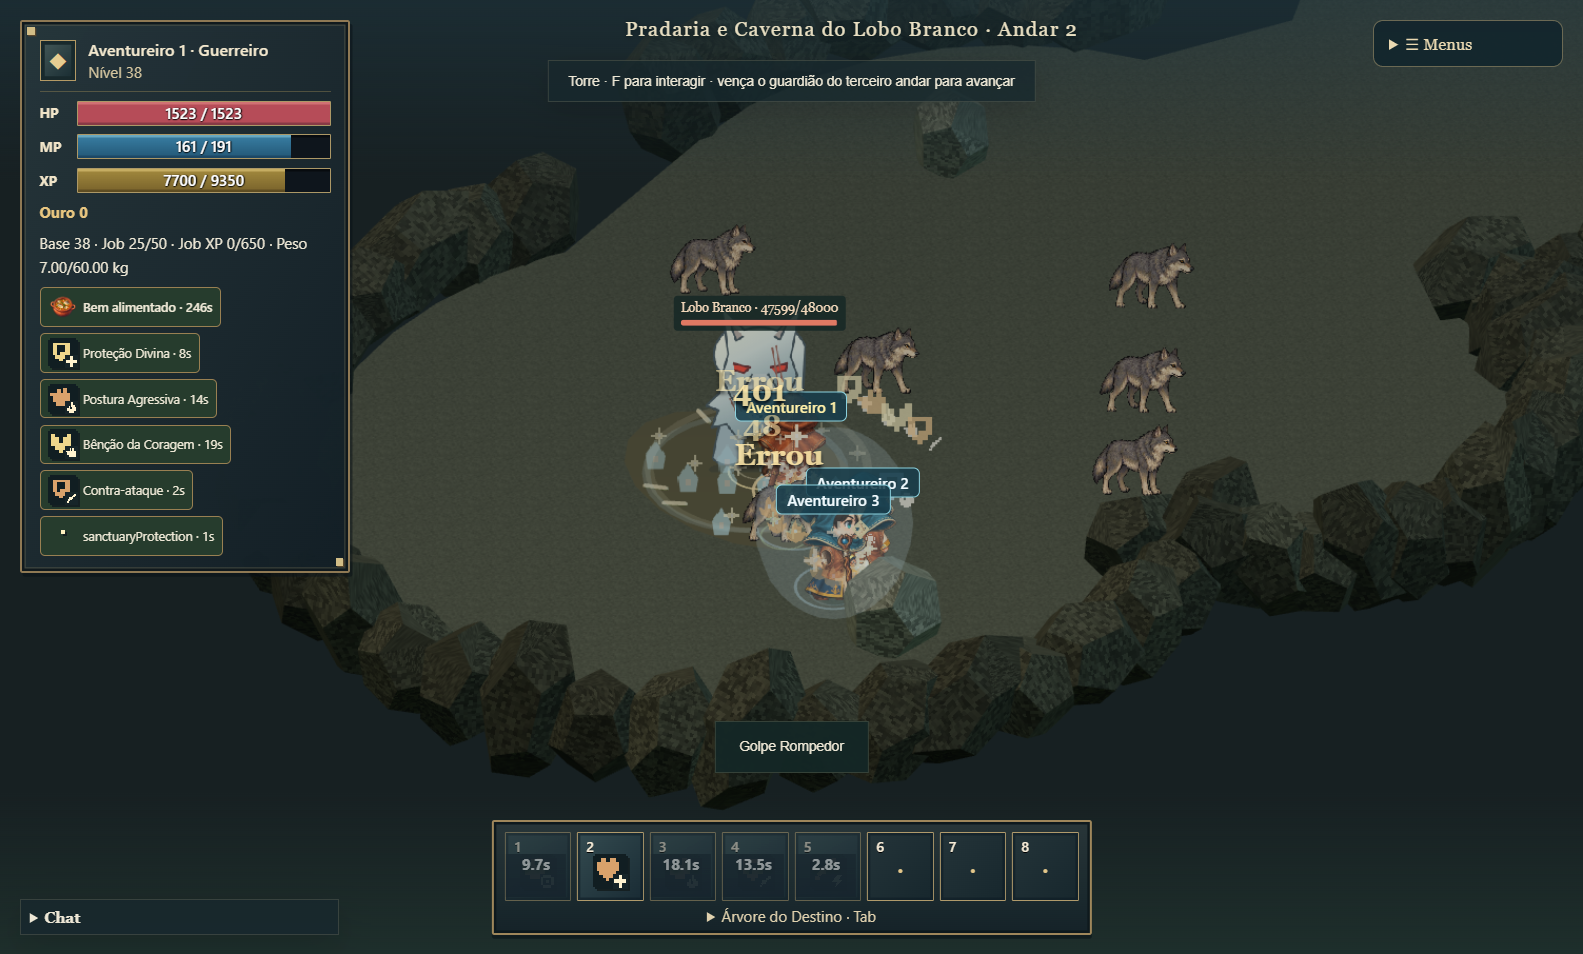 Aventureiro 1 · Guerreiro
Nível 38
HP
1523 / 1523
MP
161 / 191
XP
7700 / 9350
Ouro 0
Base 38 · Job 25/50 · Job XP 0/650 · Peso
7.00/60.00 kg
Bem alimentado · 246s
Proteção Divina · 8s
Postura Agressiva · 14s
Bênção da Coragem · 19s
Contra-ataque · 2s
sanctuaryProtection · 1s
Pradaria e Caverna do Lobo Branco · Andar 2
Torre · F para interagir · vença o guardião do terceiro andar para avançar
☰ Menus
Lobo Branco · 47599/48000
Errou
401
Aventureiro 1
48
Errou
Aventureiro 2
Aventureiro 3
Golpe Rompedor
1
9.7s
2
3
18.1s
4
13.5s
5
2.8s
6
7
8
Árvore do Destino · Tab
Chat